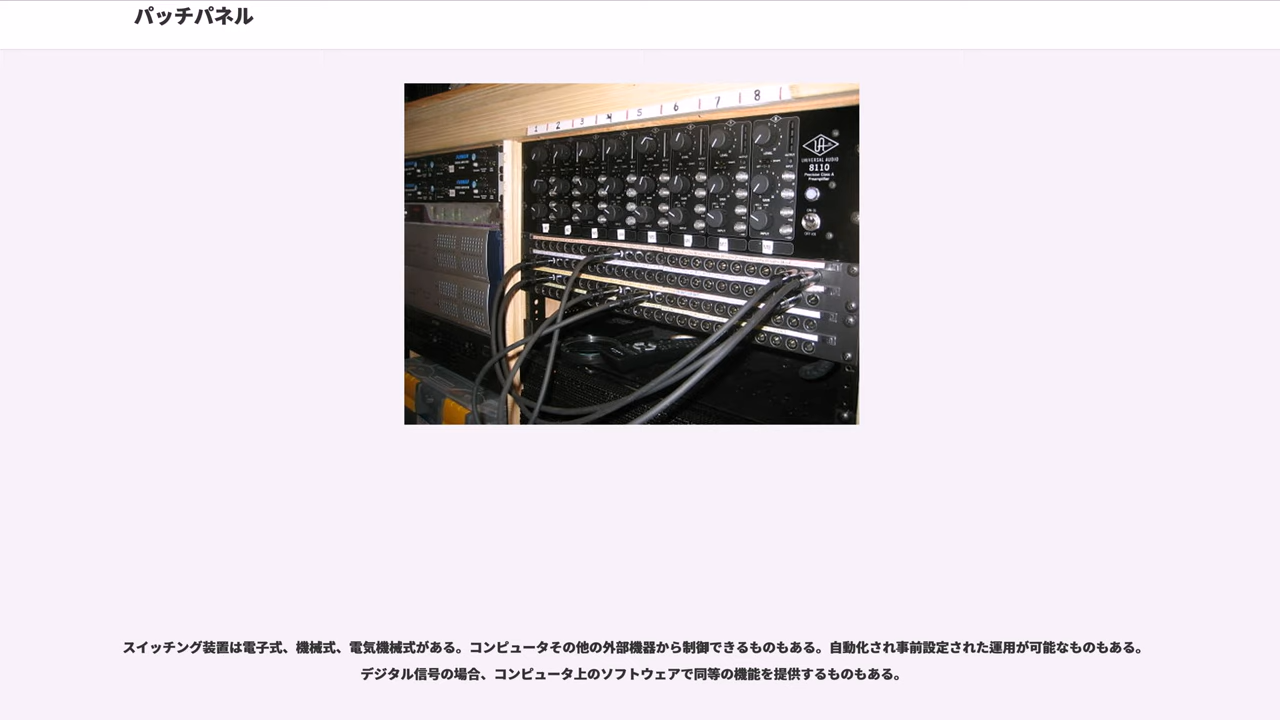 パッチパネル
1 2 3 4 5 6 7 8
UNIVERSAL AUDIO
8110
Precision Class A
Preamplifier
スイッチング装置は電子式、機械式、電気機械式がある。コンピュータその他の外部機器から制御できるものもある。自動化され事前設定された運用が可能なものもある。
デジタル信号の場合、コンピュータ上のソフトウェアで同等の機能を提供するものもある。